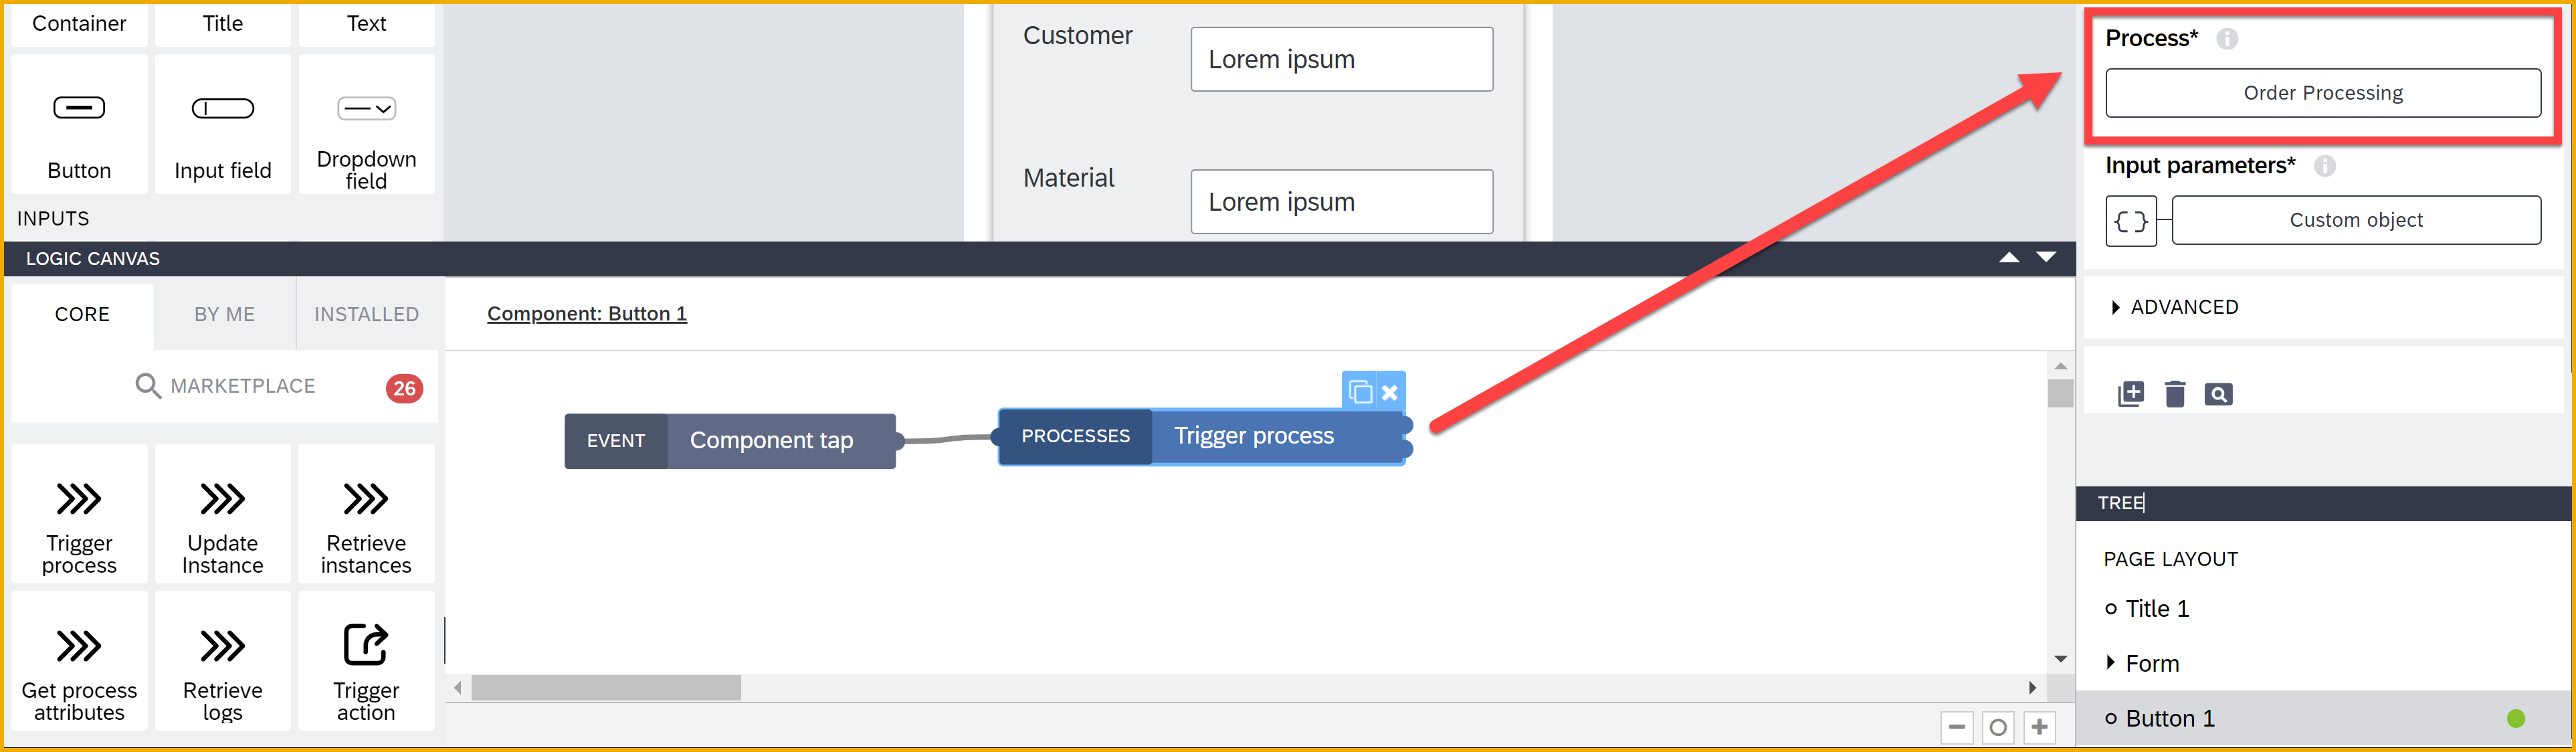 Container
Title
Text
Button
Input field
Dropdown
field
INPUTS
Customer
Lorem ipsum
Material
Lorem ipsum
Process*
Order Processing
Input parameters*
{ }
Custom object
ADVANCED
LOGIC CANVAS
CORE
BY ME
INSTALLED
MARKETPLACE
26
Trigger
process
Update
Instance
Retrieve
instances
Get process
attributes
Retrieve
logs
Trigger
action
Component: Button 1
EVENT
Component tap
PROCESSES
Trigger process
TREE
PAGE LAYOUT
Title 1
Form
Button 1